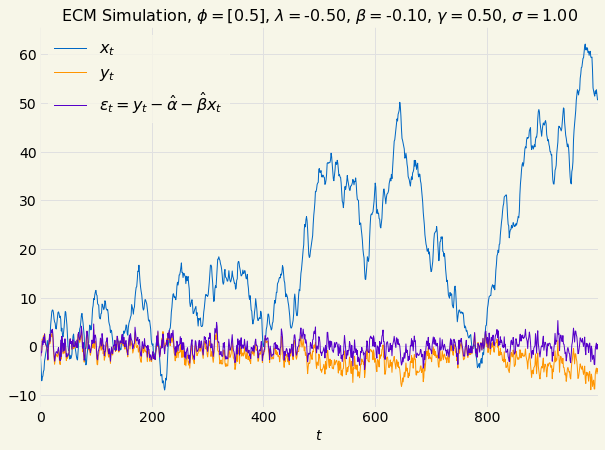 ECM Simulation, ϕ = [0.5], λ = -0.50, β = -0.10, γ = 0.50, σ = 1.00
x_t
y_t
ε_t = y_t − α̂ − β̂x_t
60
50
40
30
20
10
0
−10
0 200 400 600 800
t